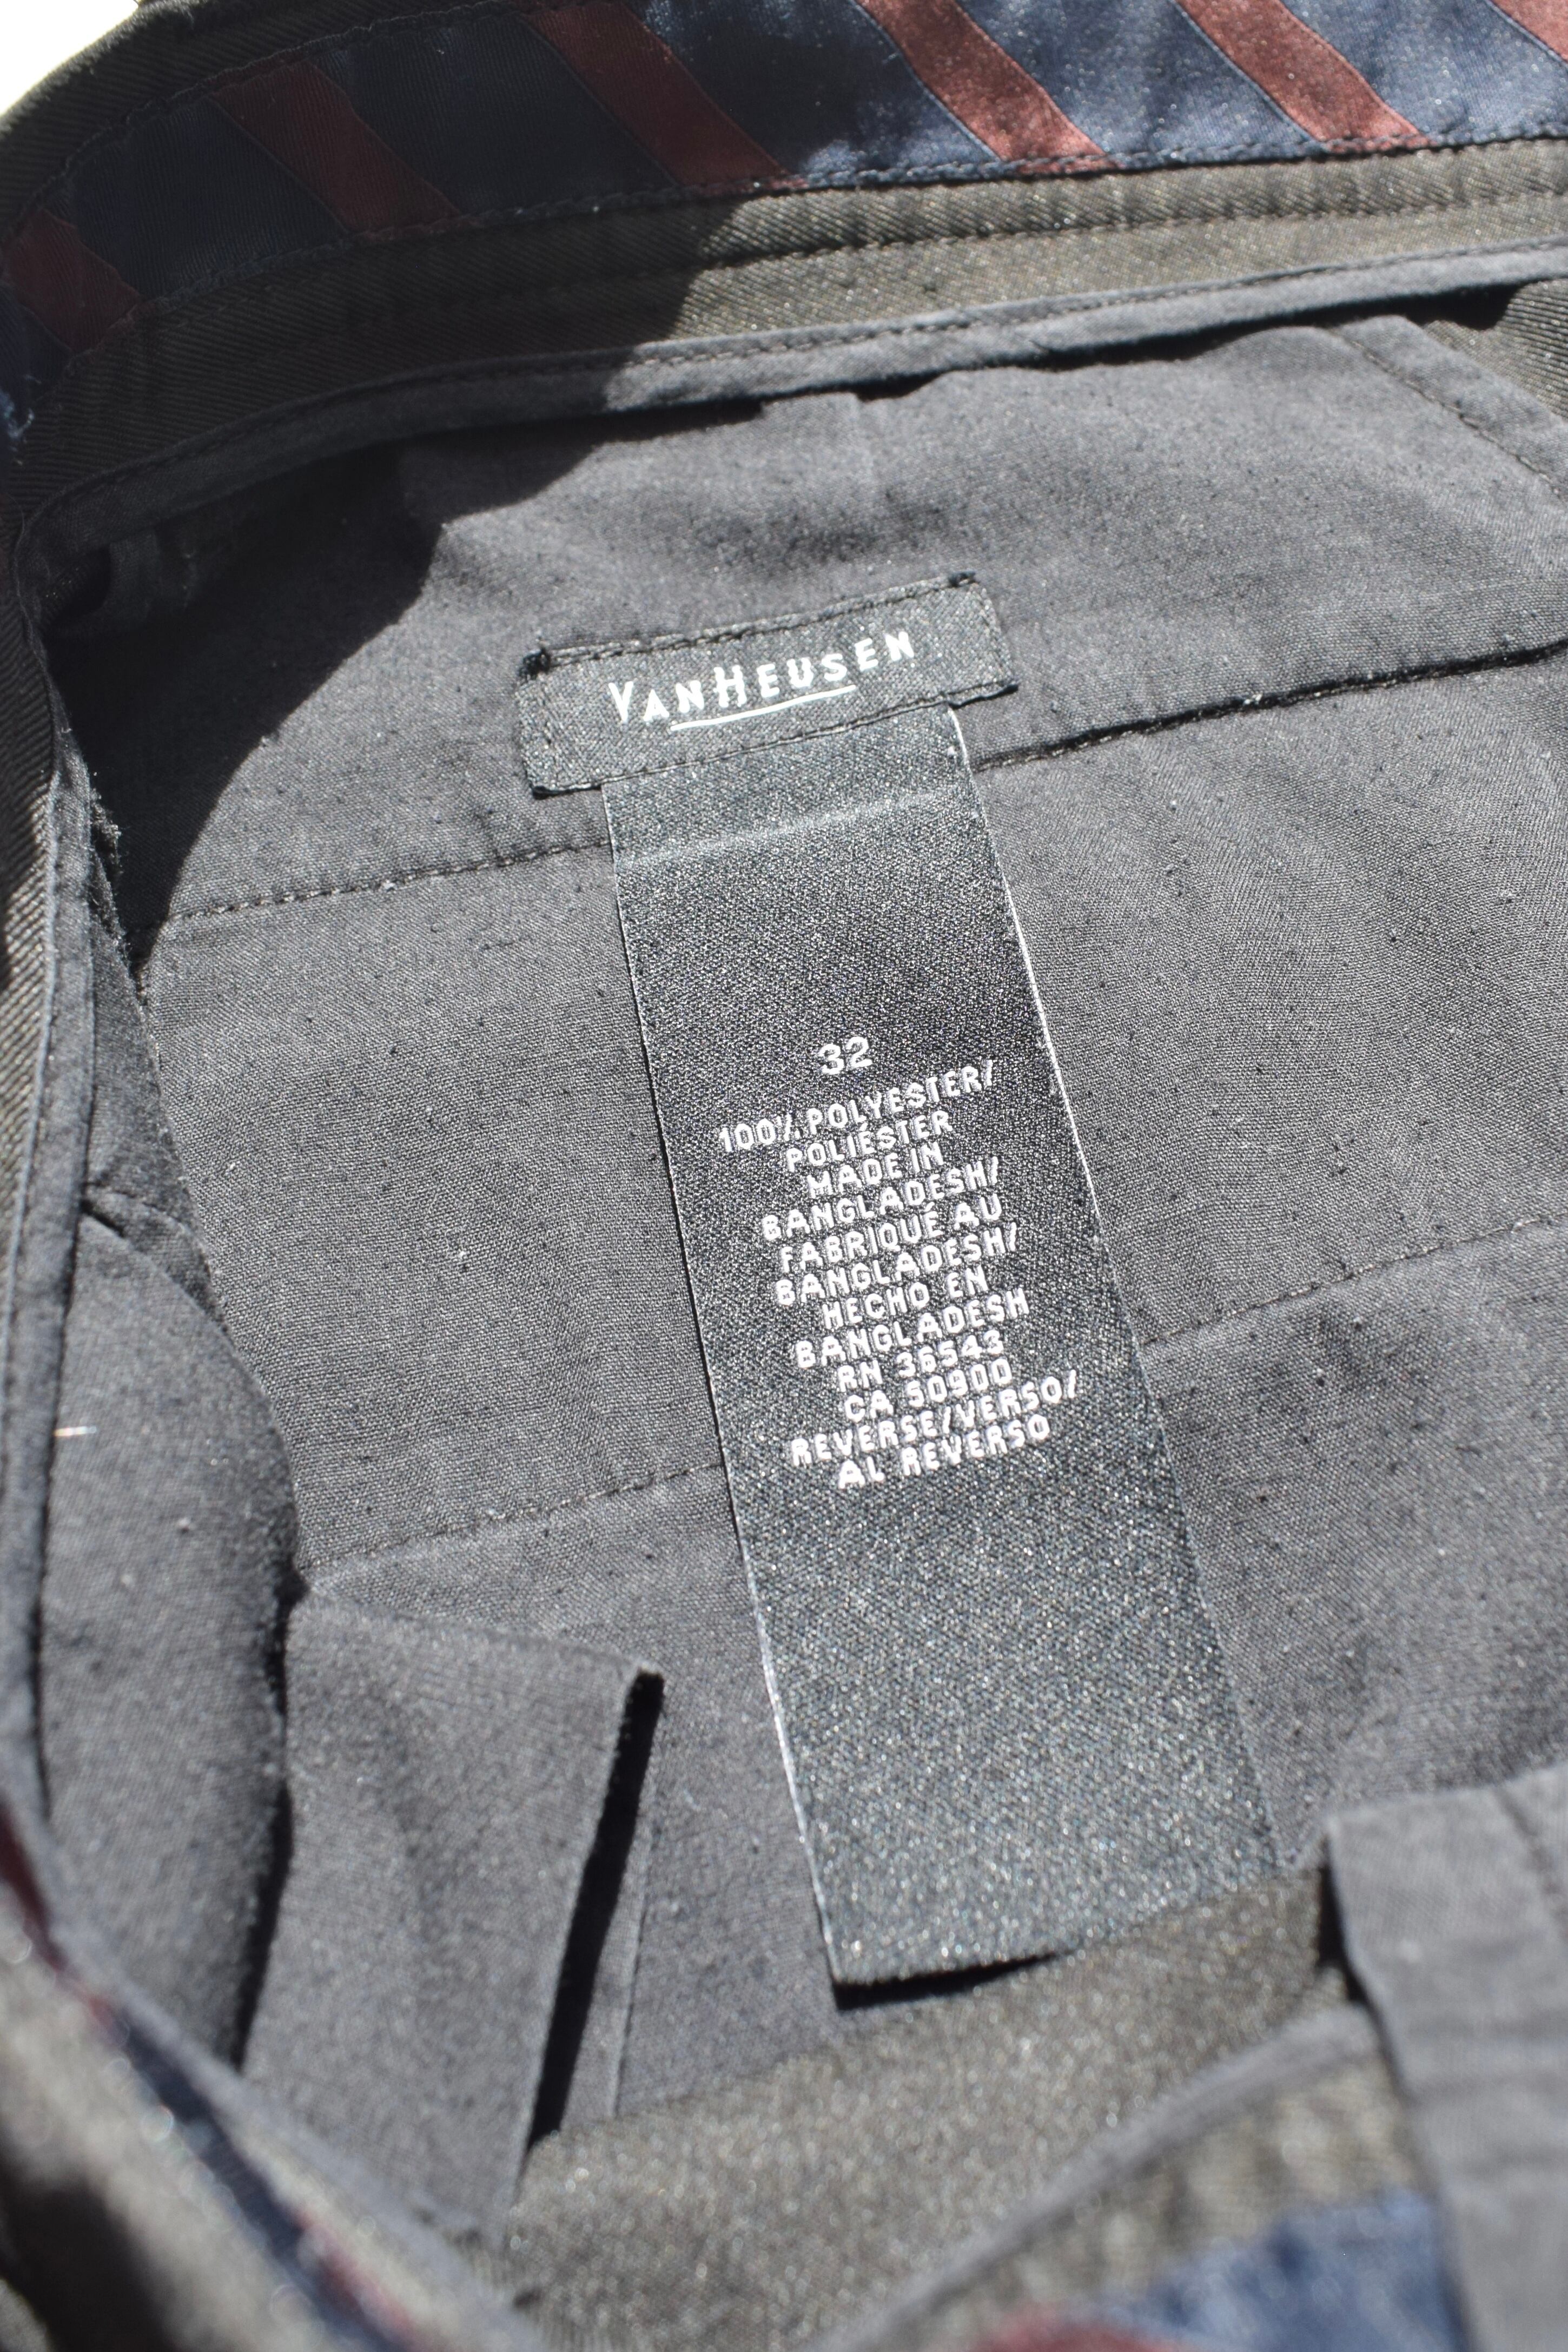 VANHEUSEN
32
100% POLYESTER/
POLIÉSTER
MADE IN
BANGLADESH/
FABRIQUÉ AU
BANGLADESH/
HECHO EN
BANGLADESH
RN 36543
CA 50900
REVERSE/VERSO/
AL REVERSO